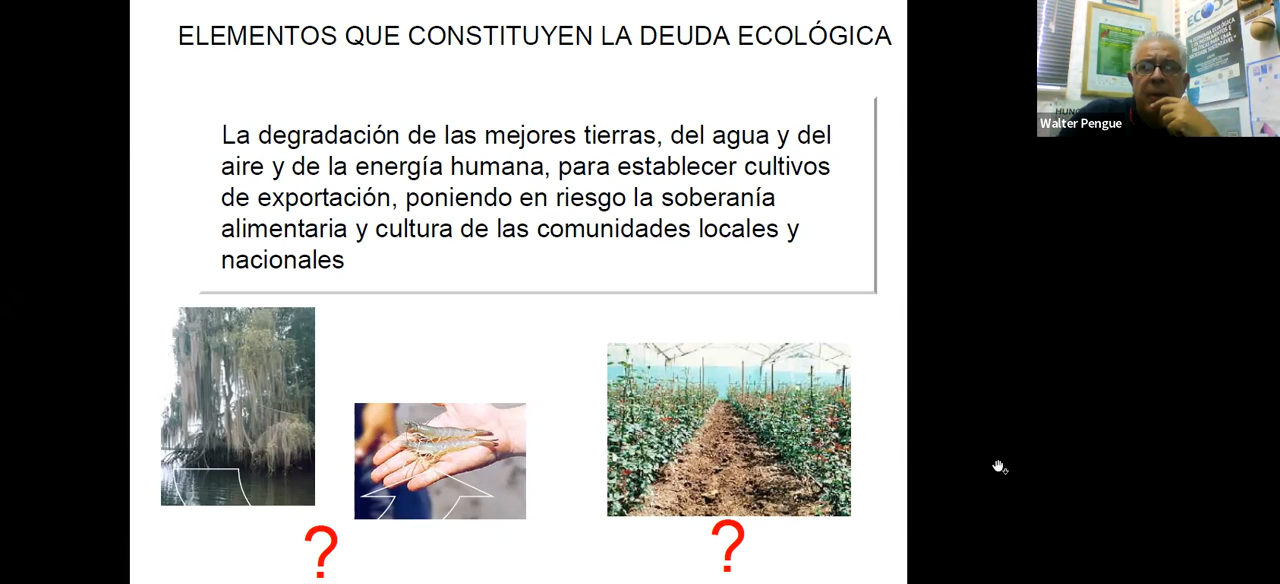 ELEMENTOS QUE CONSTITUYEN LA DEUDA ECOLÓGICA
La degradación de las mejores tierras, del agua y del
aire y de la energía humana, para establecer cultivos
de exportación, poniendo en riesgo la soberanía
alimentaria y cultura de las comunidades locales y
nacionales
?
?
Walter Pengue